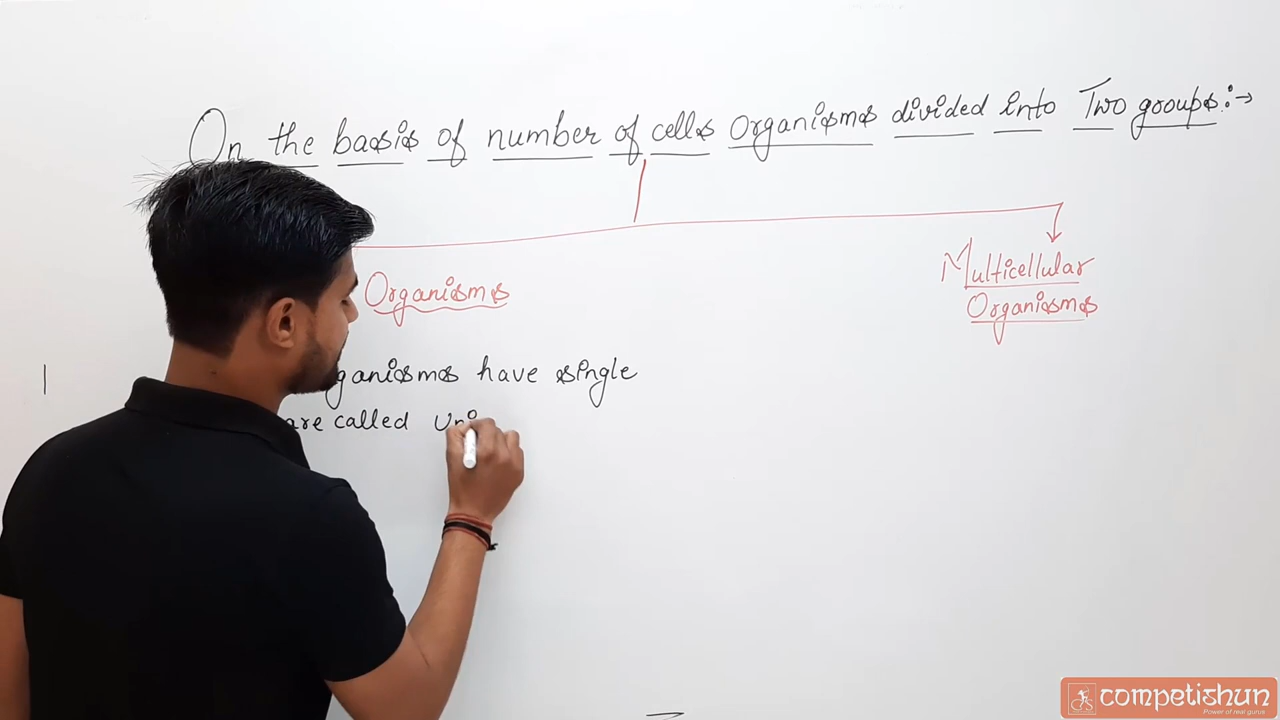 On the basis of number of cells Organisms divided into Two groups:→
Organisms
Multicellular
Organisms
have single
are called Uni
competishun
Power of real gurus